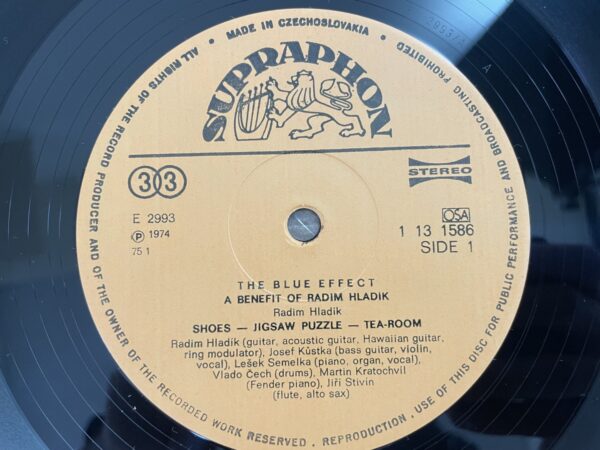 • MADE IN CZECHOSLOVAKIA •
ALL RIGHTS OF THE RECORD PRODUCER AND OF THE OWNER OF THE RECORDED WORK RESERVED . REPRODUCTION . USE OF THIS DISC FOR PUBLIC PERFORMANCE AND BROADCASTING PROHIBITED
SUPRAPHON
33
STEREO
E 2993
℗ 1974
75 1
OSA
1 13 1586
SIDE 1
THE BLUE EFFECT
A BENEFIT OF RADIM HLADIK
Radim Hladík
SHOES — JIGSAW PUZZLE — TEA-ROOM
Radim Hladík (guitar, acoustic guitar, Hawaiian guitar,
ring modulator), Josef Kůstka (bass guitar, violin,
vocal), Lešek Semelka (piano, organ, vocal),
Vlado Čech (drums), Martin Kratochvíl
(Fender piano), Jiří Stivín
(flute, alto sax)